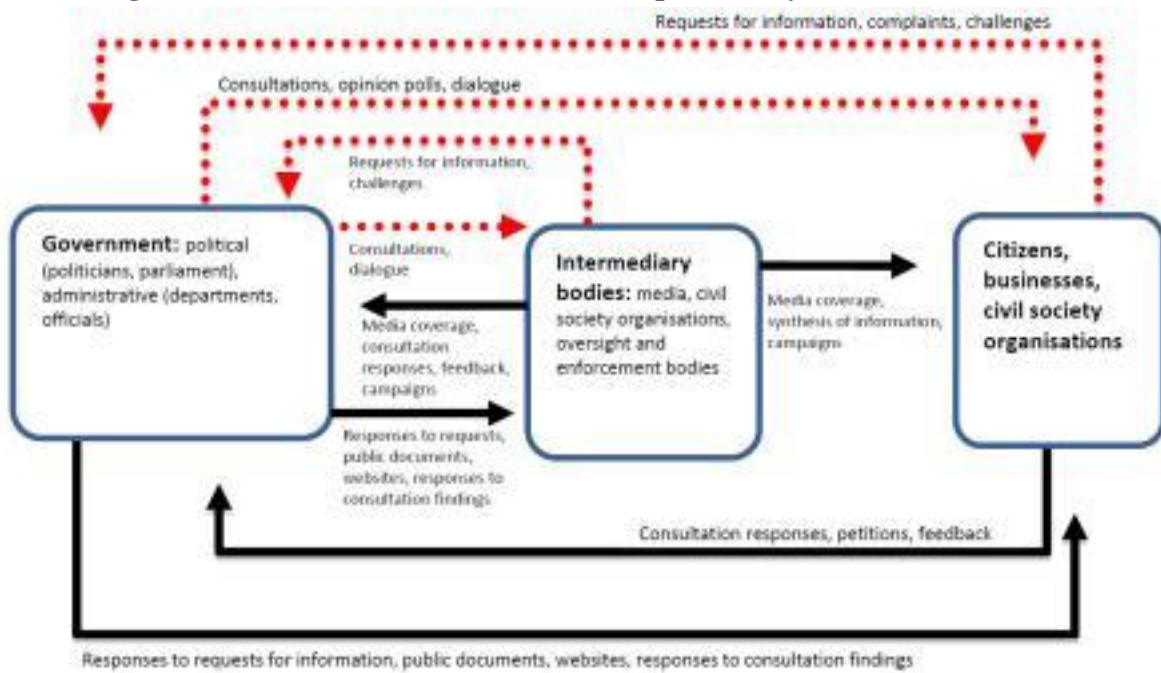 Requests for information, complaints, challenges
Consultations, opinion polls, dialogue
Requests for information,
challenges
Government: political
(politicians, parliament),
administrative (departments,
officials)
Consultations,
dialogue
Intermediary
bodies: media, civil
society organisations,
oversight and
enforcement bodies
Citizens,
businesses,
civil society
organisations
Media coverage,
synthesis of information,
campaigns
Media coverage,
consultation
responses, feedback,
campaigns
Responses to requests,
public documents,
websites, responses to
consultation findings
Consultation responses, petitions, feedback
Responses to requests for information, public documents, websites, responses to consultation findings